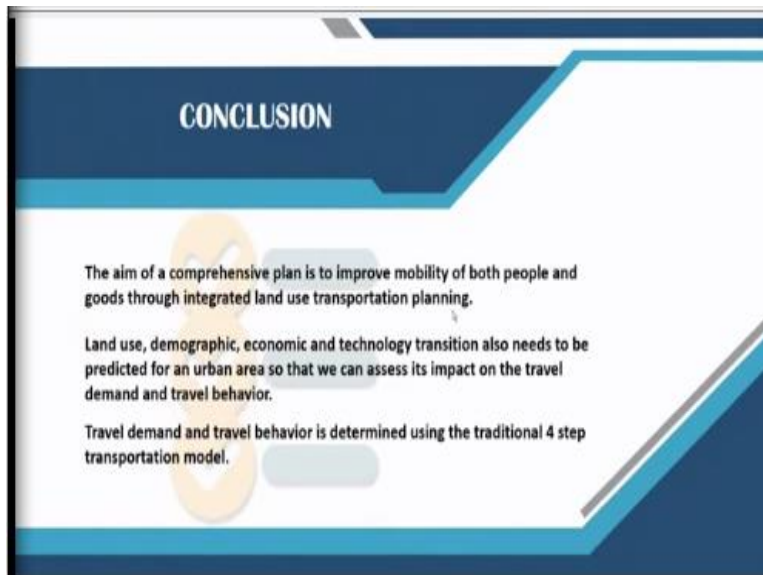 CONCLUSION
The aim of a comprehensive plan is to improve mobility of both people and
goods through integrated land use transportation planning.
Land use, demographic, economic and technology transition also needs to be
predicted for an urban area so that we can assess its impact on the travel
demand and travel behavior.
Travel demand and travel behavior is determined using the traditional 4 step
transportation model.